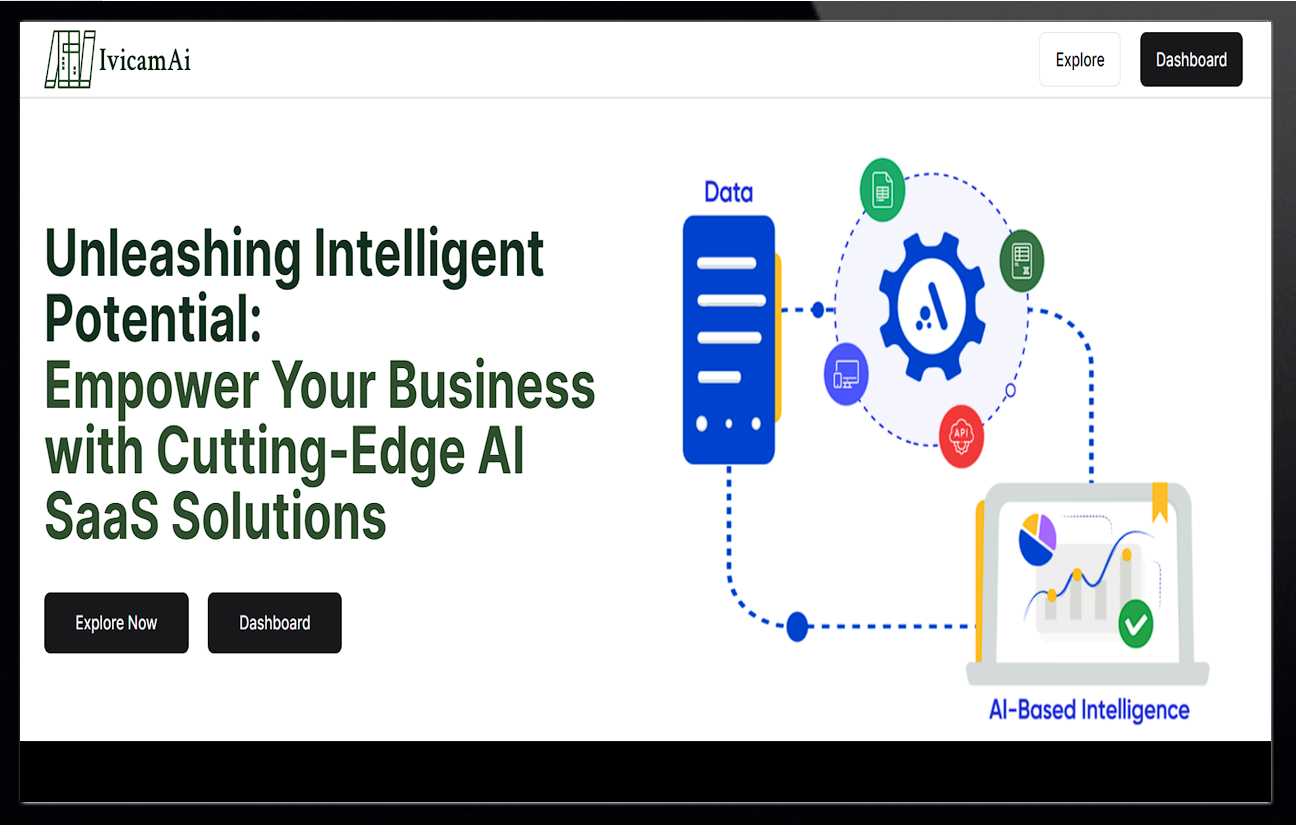 IvicamAi
Explore
Dashboard
Unleashing Intelligent
Potential:
Empower Your Business
with Cutting-Edge AI
SaaS Solutions
Explore Now
Dashboard
Data
API
AI-Based Intelligence